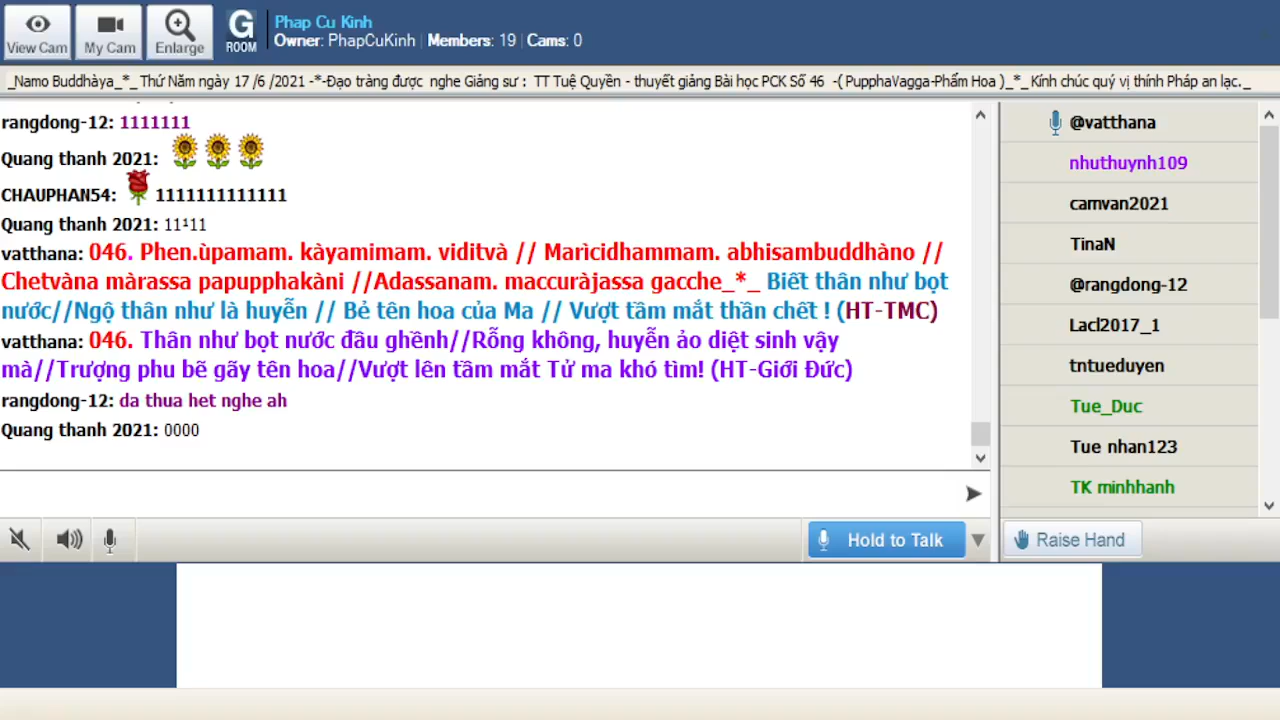 View Cam
My Cam
Enlarge
G
ROOM
Phap Cu Kinh
Owner: PhapCuKinh | Members: 19 | Cams: 0
_Namo Buddhàya_*_ Thứ Năm ngày 17 /6 /2021 -*-Đạo tràng được nghe Giảng sư : TT Tuệ Quyền - thuyết giảng Bài học PCK Số 46 -( PupphaVagga-Phẩm Hoa )_*_ Kính chúc quý vị thính Pháp an lạc._
rangdong-12: 1111111
Quang thanh 2021:
CHAUPHAN54: 1111111111111
Quang thanh 2021: 11¹11
vatthana: 046. Phen.ùpamam. kàyamimam. viditvà // Marìcidhammam. abhisambuddhàno //
Chetvàna màrassa papupphakàni //Adassanam. maccuràjassa gacche_*_ Biết thân như bọt
nước//Ngộ thân như là huyễn // Bẻ tên hoa của Ma // Vượt tầm mắt thần chết ! (HT-TMC)
vatthana: 046. Thân như bọt nước đầu ghềnh//Rỗng không, huyễn ảo diệt sinh vậy
mà//Trượng phu bẽ gãy tên hoa//Vượt lên tầm mắt Tử ma khó tìm! (HT-Giới Đức)
rangdong-12: da thua het nghe ah
Quang thanh 2021: 0000
@vatthana
nhuthuynh109
camvan2021
TinaN
@rangdong-12
Lacl2017_1
tntueduyen
Tue_Duc
Tue nhan123
TK minhhanh
Hold to Talk
Raise Hand